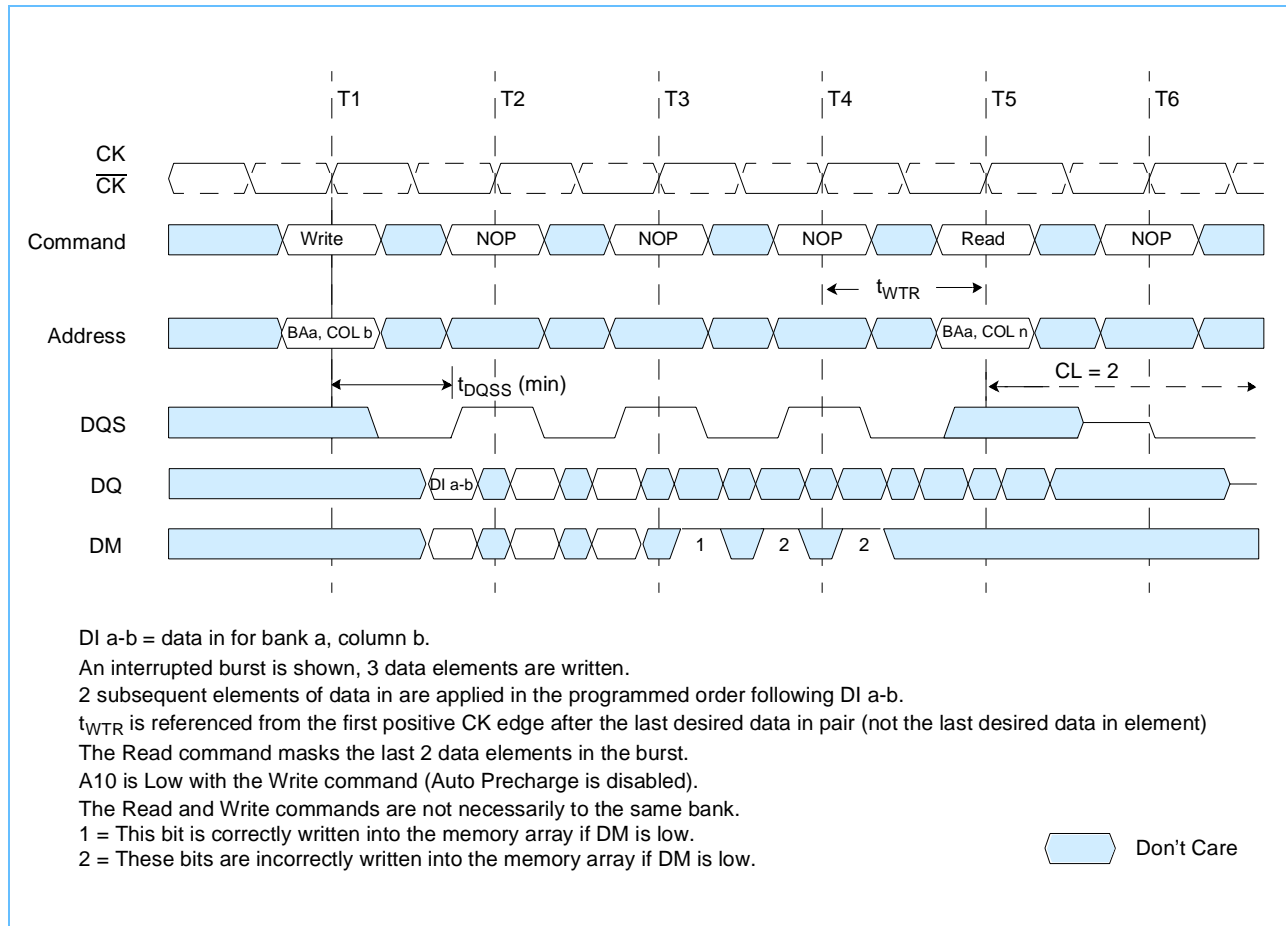 T1 T2 T3 T4 T5 T6
CK
CK
Command Write NOP NOP NOP Read NOP
tWTR
Address BAa, COL b BAa, COL n
tDQSS (min) CL = 2
DQS
DQ DI a-b
DM 1 2 2
DI a-b = data in for bank a, column b.
An interrupted burst is shown, 3 data elements are written.
2 subsequent elements of data in are applied in the programmed order following DI a-b.
tWTR is referenced from the first positive CK edge after the last desired data in pair (not the last desired data in element)
The Read command masks the last 2 data elements in the burst.
A10 is Low with the Write command (Auto Precharge is disabled).
The Read and Write commands are not necessarily to the same bank.
1 = This bit is correctly written into the memory array if DM is low.
2 = These bits are incorrectly written into the memory array if DM is low.
Don't Care